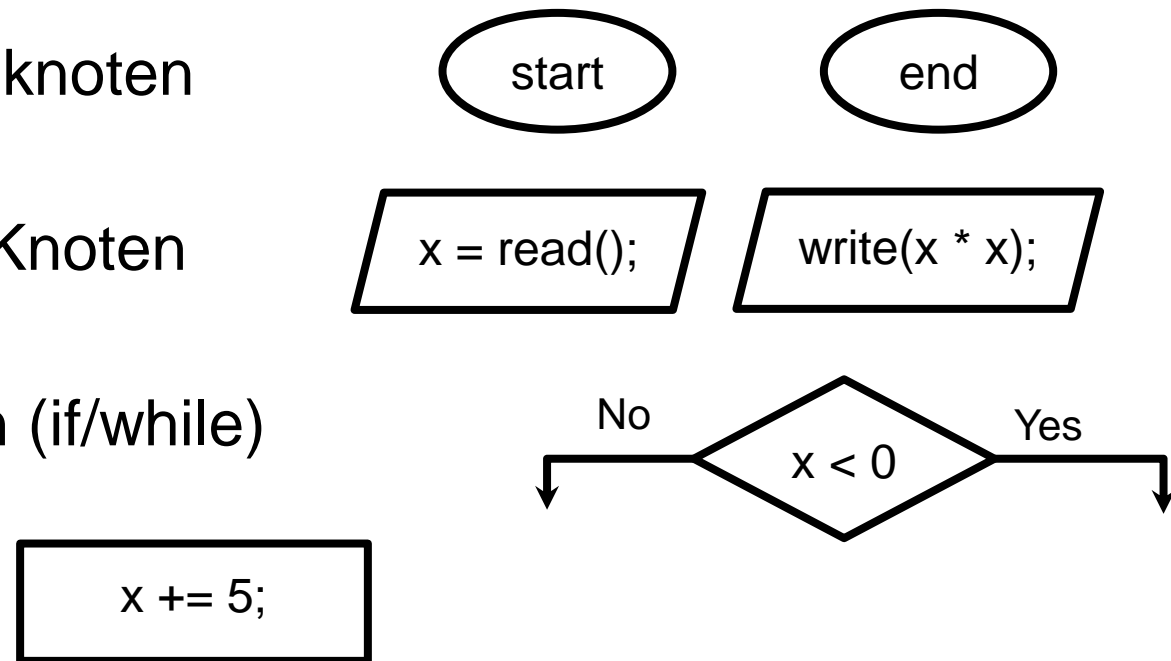 knoten start end
Knoten x = read(); write(x * x);
(if/while) No x < 0 Yes
x += 5;